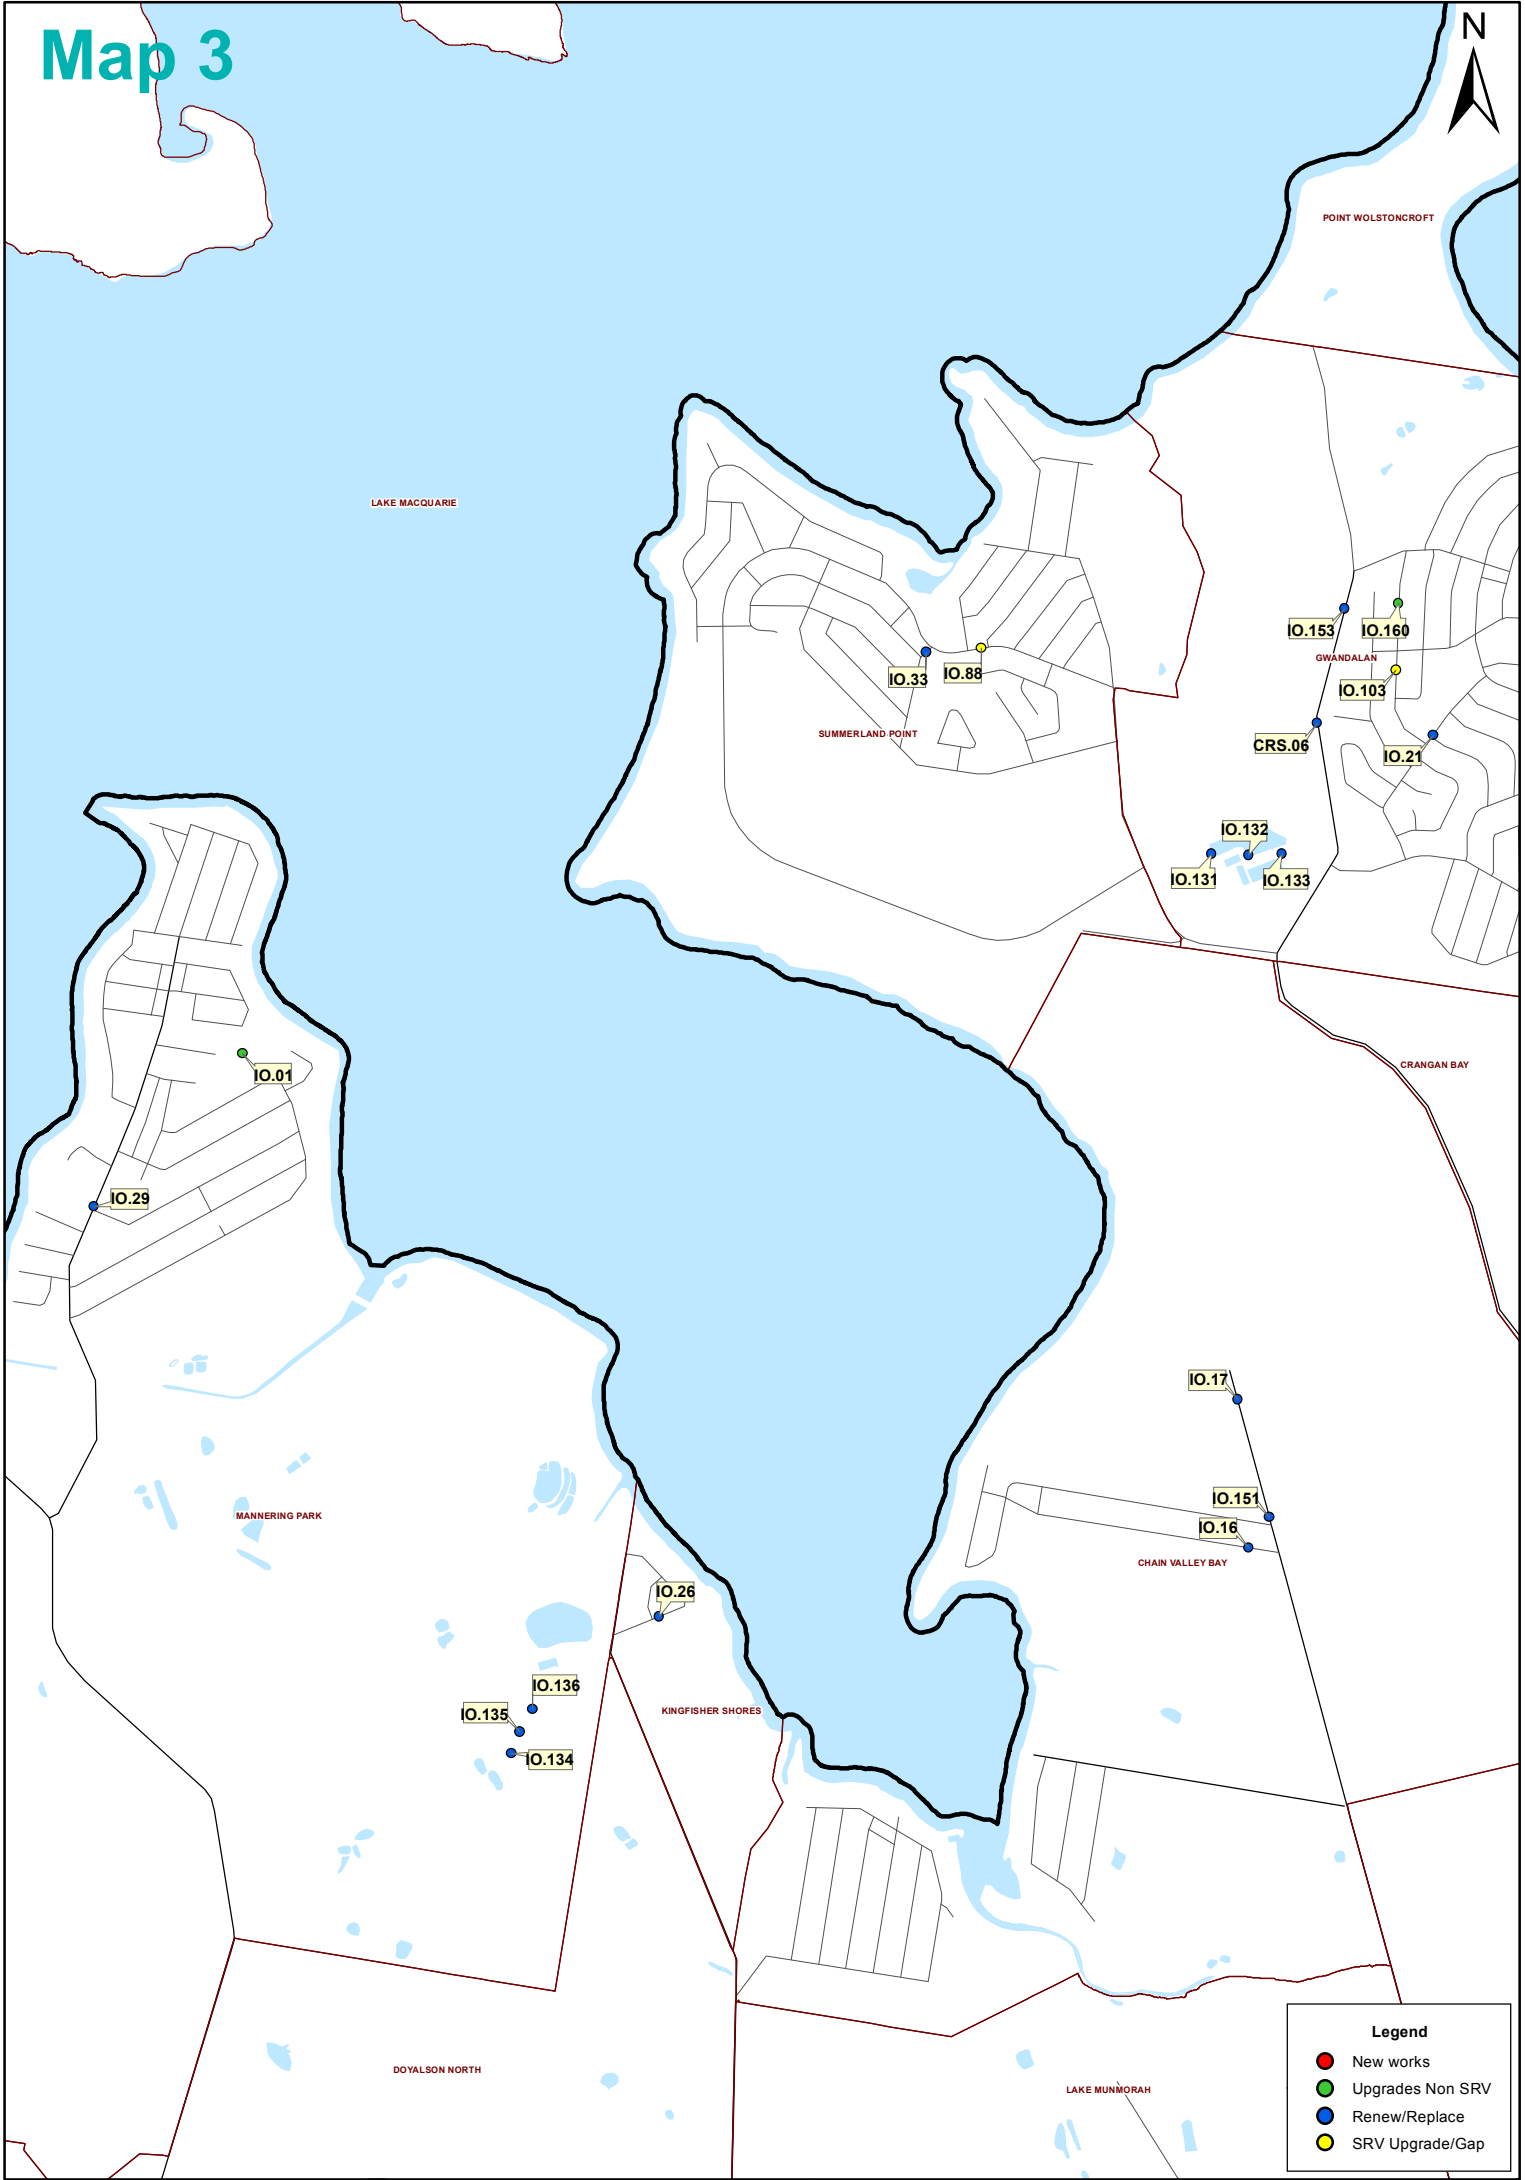 Map 3
N
POINT WOLSTONCROFT
LAKE MACQUARIE
IO.153
IO.160
GWANDALAN
IO.33
IO.88
IO.103
SUMMERLAND POINT
CRS.06
IO.21
IO.132
IO.131
IO.133
CRANGAN BAY
IO.01
IO.29
IO.17
IO.151
IO.16
MANNERING PARK
CHAIN VALLEY BAY
IO.26
IO.136
IO.135
KINGFISHER SHORES
IO.134
DOYALSON NORTH
LAKE MUNMORAH
Legend
New works
Upgrades Non SRV
Renew/Replace
SRV Upgrade/Gap